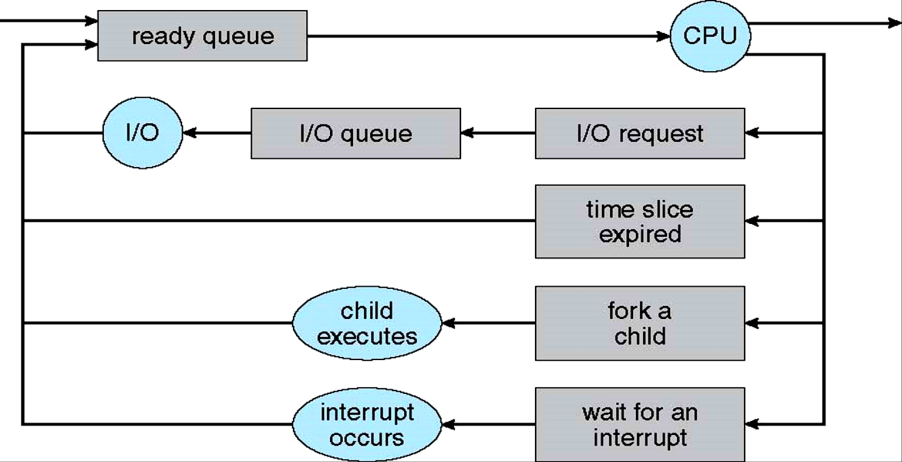 ready queue
CPU
I/O
I/O queue
I/O request
time slice
expired
child
executes
fork a
child
interrupt
occurs
wait for an
interrupt